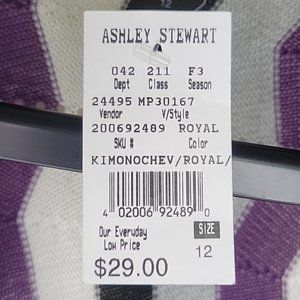 12
ASHLEY STEWART
042 211 F3
Dept Class Season
24495 MP30167
Vendor V/Style
200692489 ROYAL
SKU # Color
KIMONOCHEV/ROYAL/
4 02006 92489 0
Our Everyday SIZE
Low Price 12
$29.00